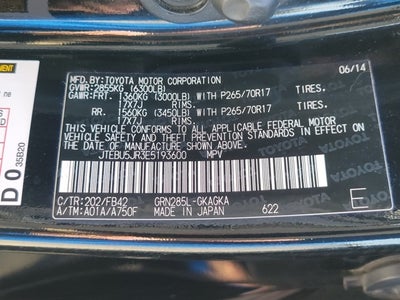 MFD.BY:TOYOTA MOTOR CORPORATION 06/14
GVWR:2855KG (6300LB)
GAWR:FRT. 1360KG (3000LB) WITH P265/70R17 TIRES.
17X7J RIMS.
RR. 1560KG (3450LB) WITH P265/70R17 TIRES.
17X7J RIMS.
THIS VEHICLE CONFORMS TO ALL APPLICABLE FEDERAL MOTOR
VEHICLE SAFETY AND THEFT PREVENTION STANDARDS IN EFFECT ON
THE DATE OF MANUFACTURE SHOWN ABOVE.
JTEBU5JR3E5193600 MPV
C/TR:202/FB42 GRN285L-GKAGKA
A/TM:A01A/A750F MADE IN JAPAN 622 E
D0
35B20